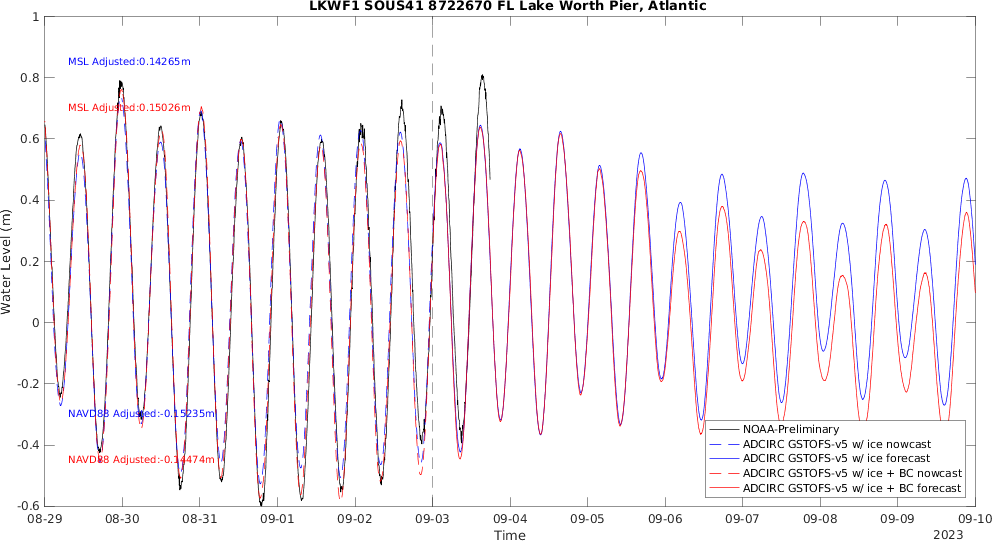 LKWF1 SOUS41 8722670 FL Lake Worth Pier, Atlantic
1
0.8
0.6
0.4
0.2
0
-0.2
-0.4
-0.6
Water Level (m)
MSL Adjusted:0.14265m
MSL Adjusted:0.15026m
NAVD88 Adjusted:-0.15235m
NAVD88 Adjusted:-0.14474m
NOAA-Preliminary
ADCIRC GSTOFS-v5 w/ ice nowcast
ADCIRC GSTOFS-v5 w/ ice forecast
ADCIRC GSTOFS-v5 w/ ice + BC nowcast
ADCIRC GSTOFS-v5 w/ ice + BC forecast
08-29 08-30 08-31 09-01 09-02 09-03 09-04 09-05 09-06 09-07 09-08 09-09 09-10
Time
2023